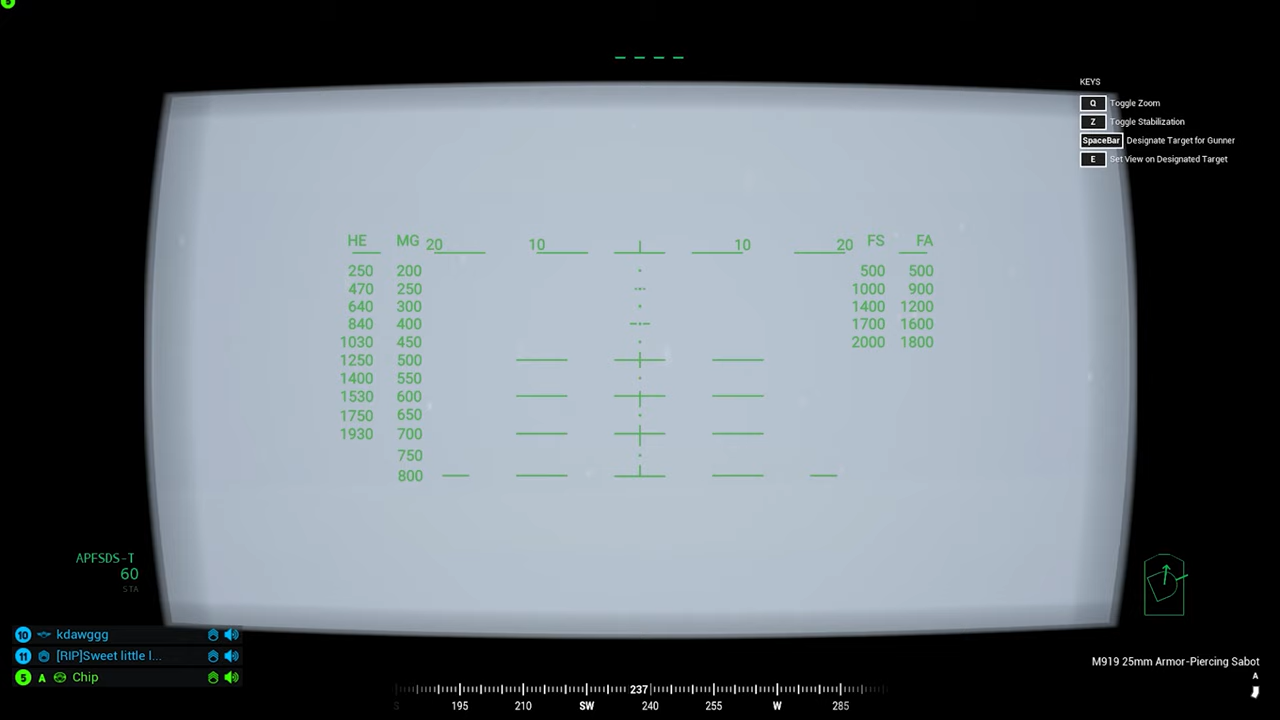 5
KEYS
Q Toggle Zoom
Z Toggle Stabilization
SpaceBar Designate Target for Gunner
E Set View on Designated Target
HE MG 20 10 10 20 FS FA
250 200 500 500
470 250 1000 900
640 300 1400 1200
840 400 1700 1600
1030 450 2000 1800
1250 500
1400 550
1530 600
1750 650
1930 700
750
800
APFSDS-T
60
STA
10 kdawggg
11 [RIP]Sweet little l...
5 A Chip
M919 25mm Armor-Piercing Sabot
A
237
S 195 210 SW 240 255 W 285